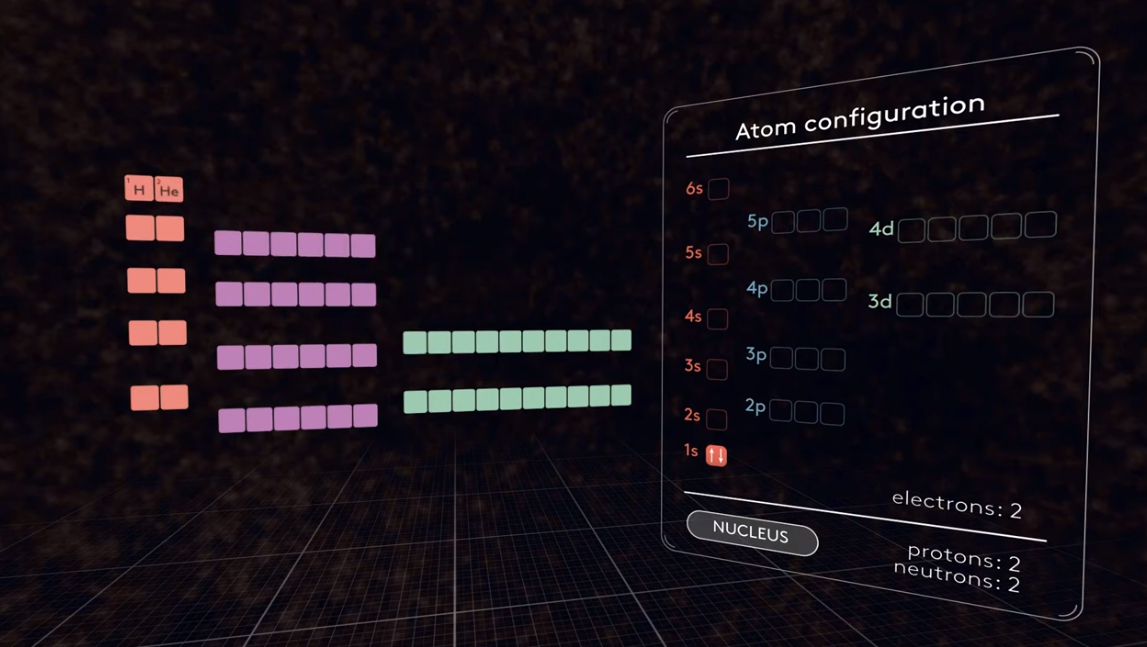 1 H 2 He
Atom configuration
6s
5p
4d
5s
4p
3d
4s
3p
3s
2p
2s
1s ↑↓
electrons: 2
NUCLEUS
protons: 2
neutrons: 2